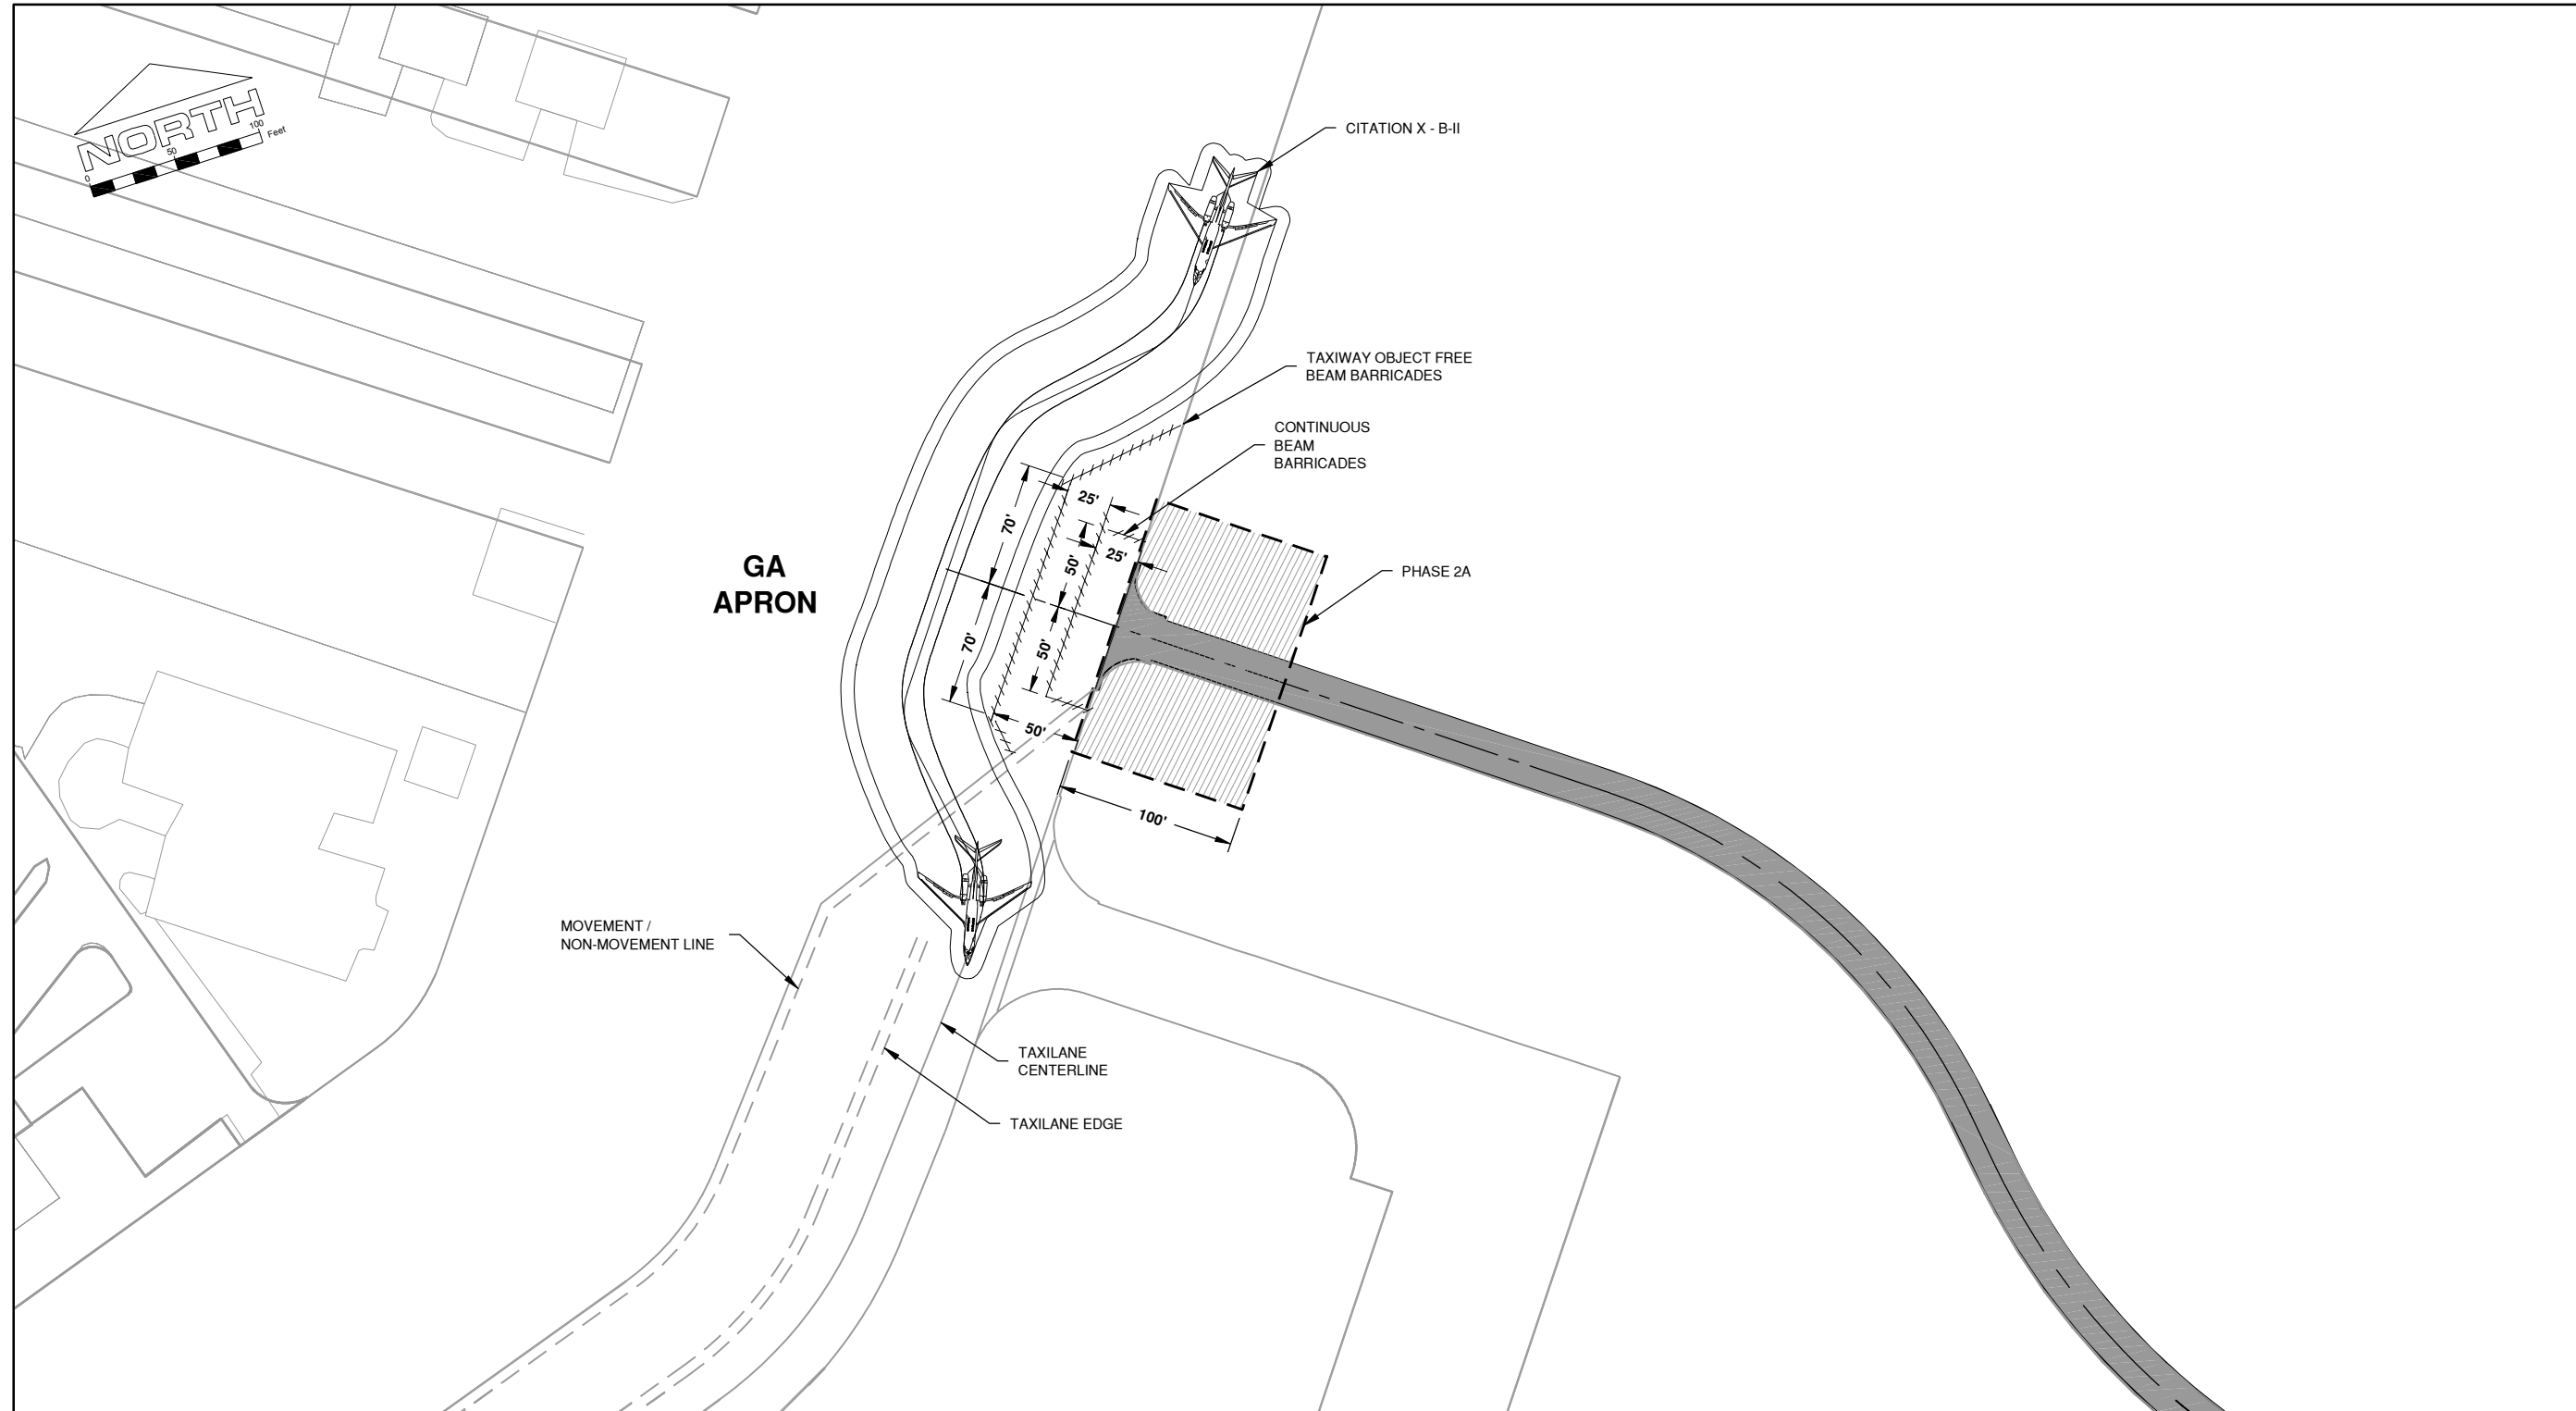 NORTH
0
50
100
Feet
CITATION X - B-II
TAXIWAY OBJECT FREE
BEAM BARRICADES
CONTINUOUS
BEAM
BARRICADES
25'
70'
50'
25'
GA
APRON
PHASE 2A
70'
50'
50'
100'
MOVEMENT /
NON-MOVEMENT LINE
TAXILANE
CENTERLINE
TAXILANE EDGE